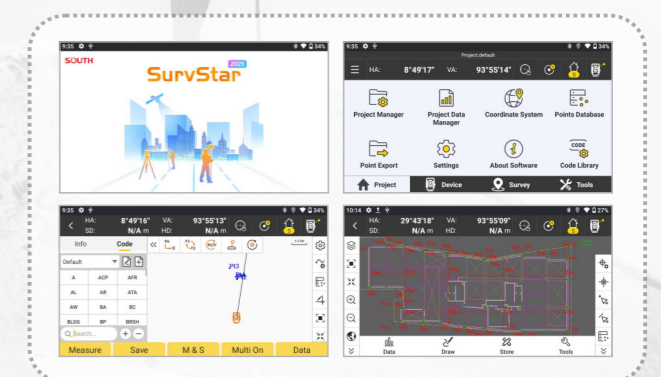 9:35
34%
SOUTH
2025
SurvStar
9:35
34%
Project:default
HA: 8°49'17" VA: 93°55'14"
S
Project Manager
Project Data Manager
Coordinate System
Points Database
CODE
Point Export
Settings
About Software
Code Library
Project
Device
Survey
Tools
9:35
34%
HA: 8°49'16" VA: 93°55'13"
SD: N/A m HD: N/A m
S
Info
Code
Default
A ACP AFR
AL AR ATA
AW BA BC
BLDG BP BRSH
Search...
Pt3
Measure
Save
M & S
Multi On
Data
10:14
27%
HA: 29°43'18" VA: 93°55'09"
SD: N/A m HD: N/A m
S
Data
Draw
Store
Tools